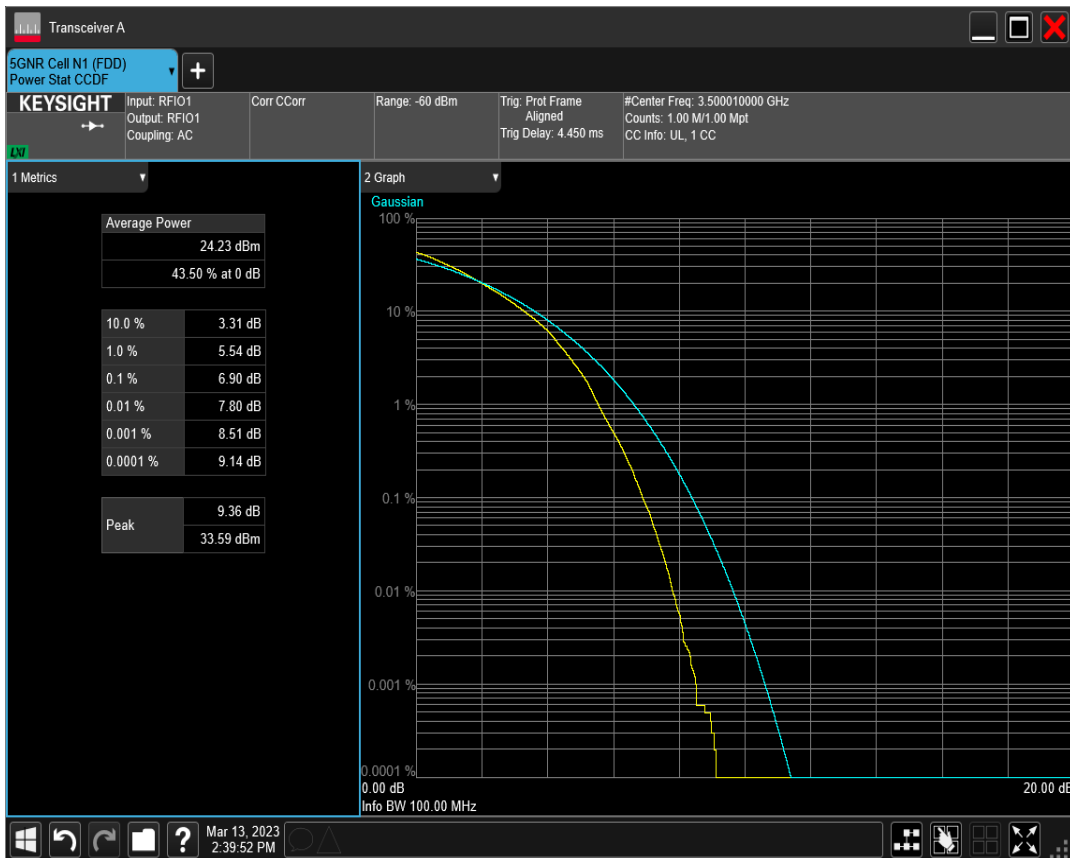 Transceiver A
5GNR Cell N1 (FDD)
Power Stat CCDF
+
KEYSIGHT
LXI
Input: RFIO1
Output: RFIO1
Coupling: AC
Corr CCorr
Range: -60 dBm
Trig: Prot Frame
Aligned
Trig Delay: 4.450 ms
#Center Freq: 3.500010000 GHz
Counts: 1.00 M/1.00 Mpt
CC Info: UL, 1 CC
1 Metrics
Average Power
24.23 dBm
43.50 % at 0 dB
10.0 % 3.31 dB
1.0 % 5.54 dB
0.1 % 6.90 dB
0.01 % 7.80 dB
0.001 % 8.51 dB
0.0001 % 9.14 dB
Peak 9.36 dB
33.59 dBm
2 Graph
Gaussian
100 %
10 %
1 %
0.1 %
0.01 %
0.001 %
0.0001 %
0.00 dB 20.00 dB
Info BW 100.00 MHz
?
Mar 13, 2023
2:39:52 PM